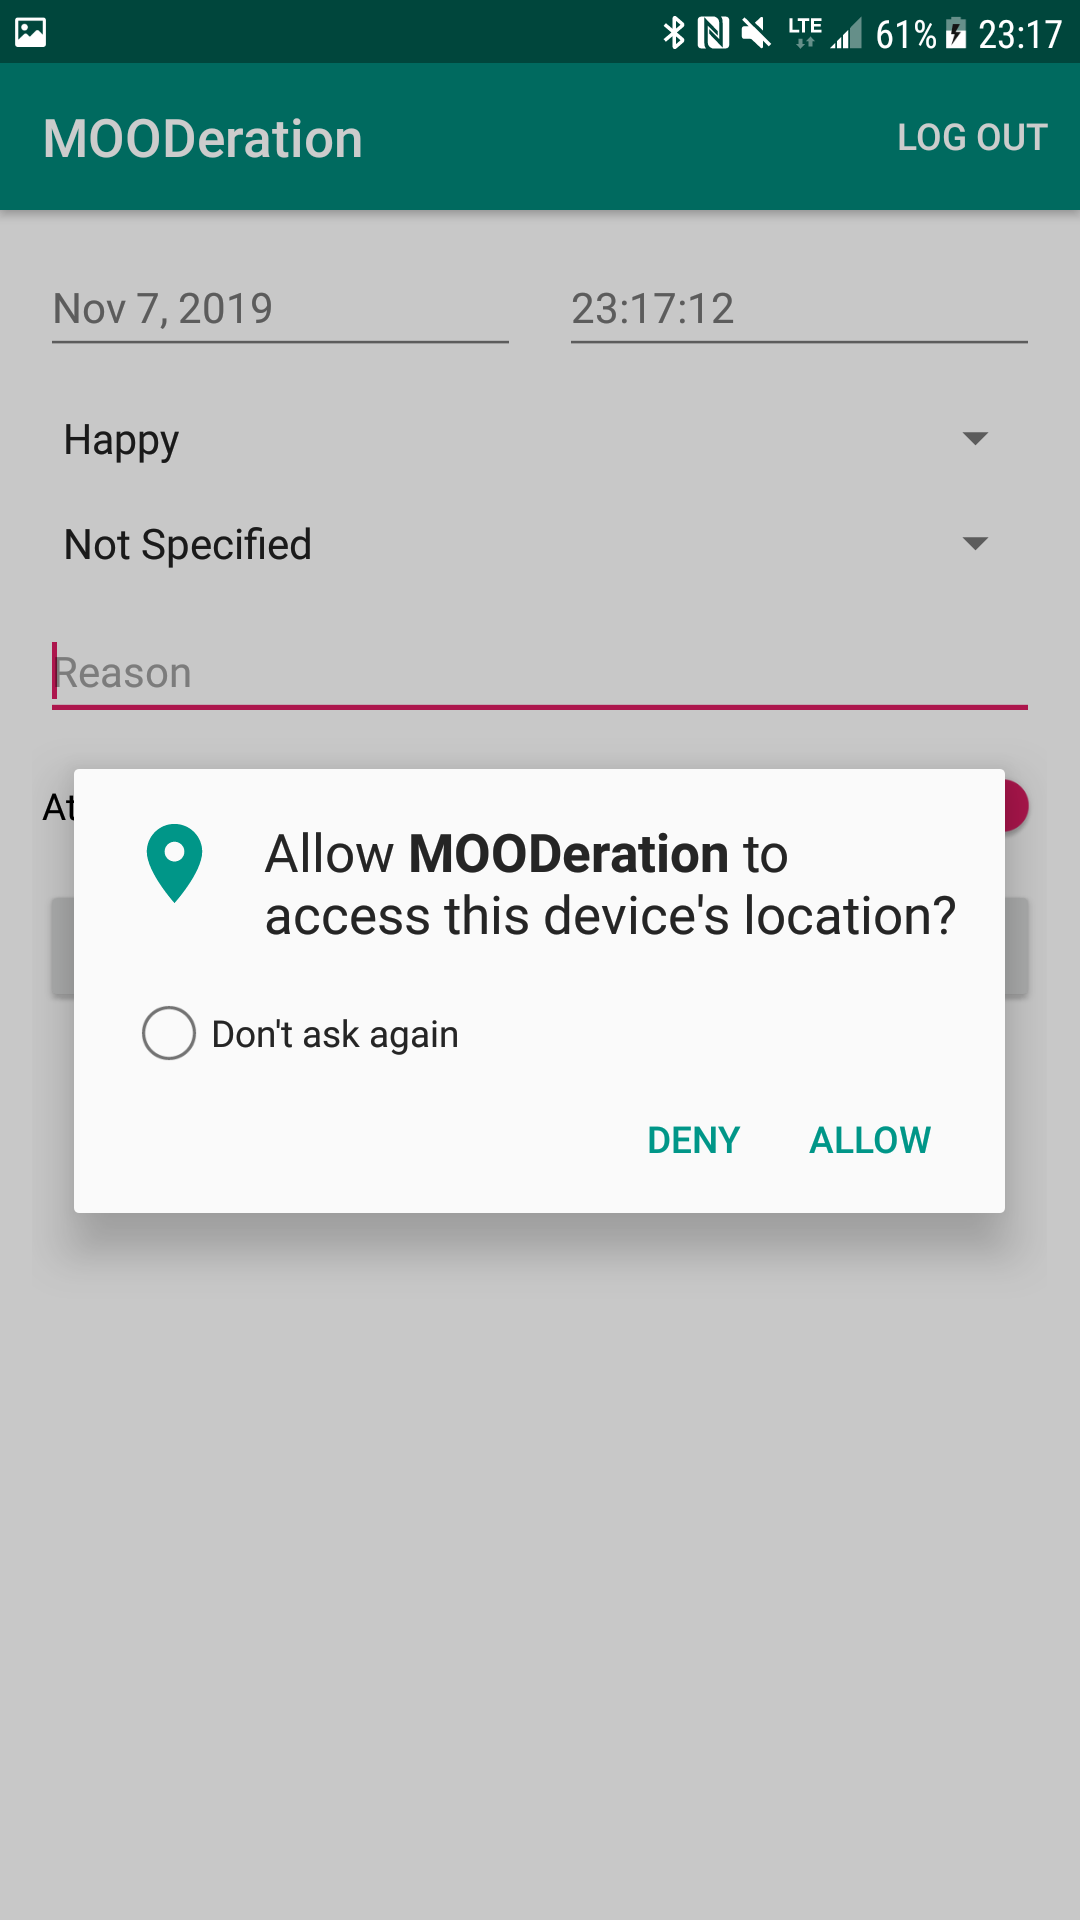 LTE 61% 23:17
MOODeration LOG OUT
Nov 7, 2019 23:17:12
Happy
Not Specified
Reason
At
Allow MOODeration to
access this device's location?
Don't ask again
DENY ALLOW